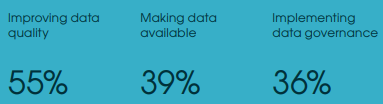 Improving data
quality
55%
Making data
available
39%
Implementing
data governance
36%